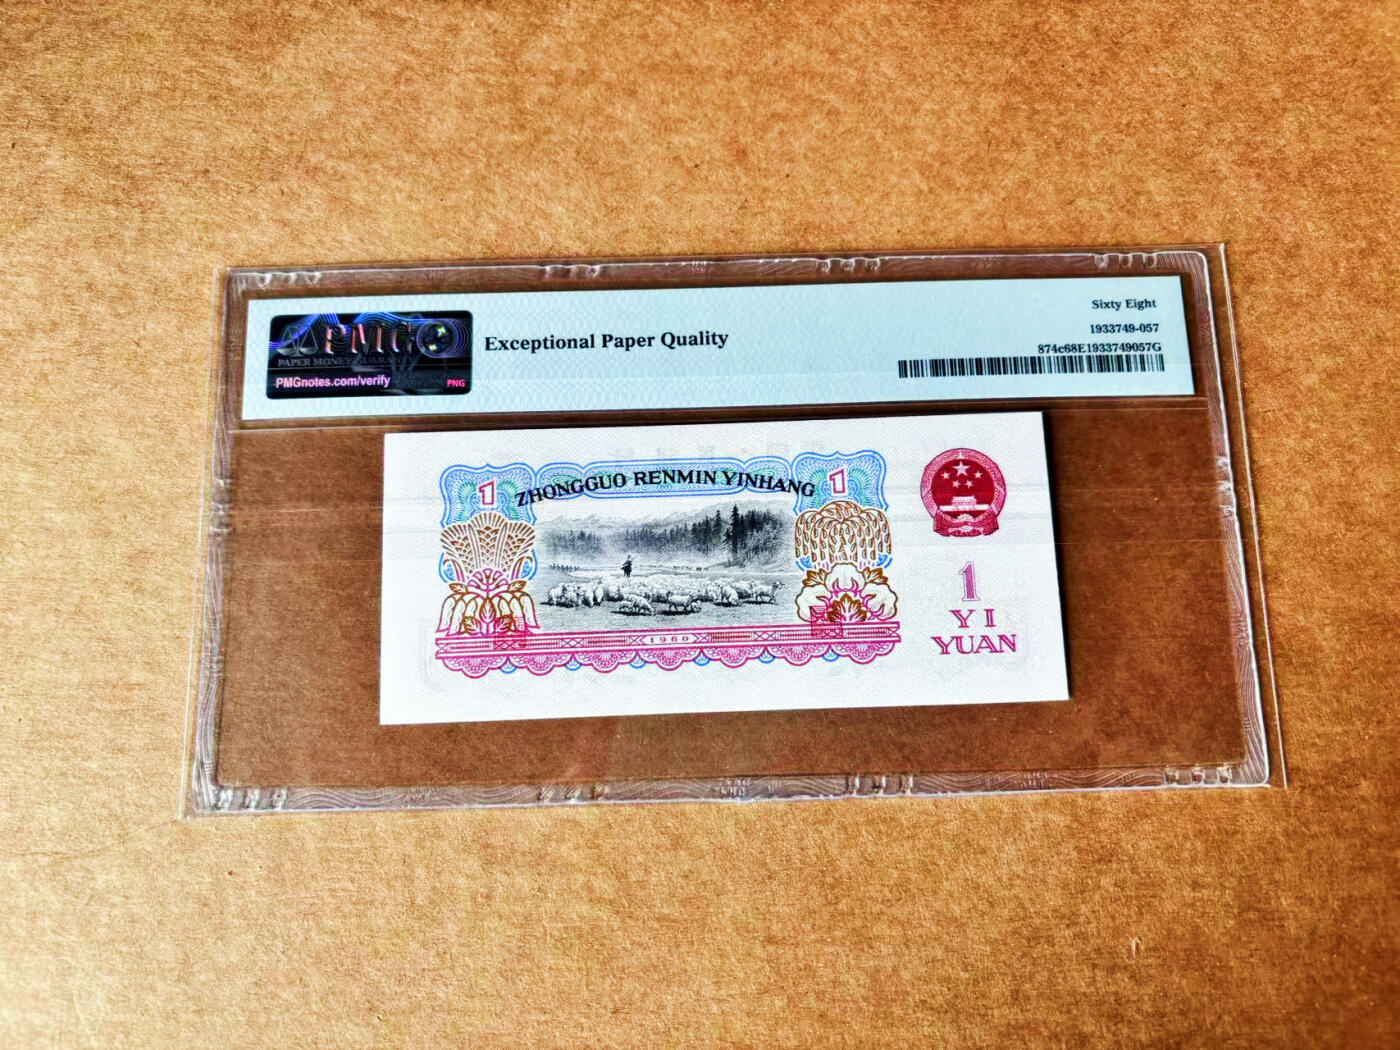 PMG
PAPER MONEY GUARANTY
PMGnotes.com/verify
PNG
Exceptional Paper Quality
Sixty Eight
1933749-057
874c68E1933749057G
ZHONGGUO RENMIN YINHANG
1
1
1960
1
YI
YUAN